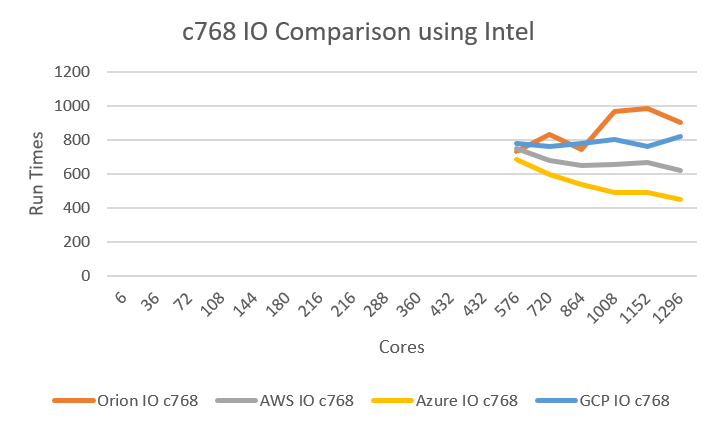 c768 IO Comparison using Intel
1200
1000
800
600
400
200
0
Run Times
6 36 72 108 144 180 216 216 288 360 432 432 576 720 864 1008 1152 1296
Cores
Orion IO c768 AWS IO c768 Azure IO c768 GCP IO c768